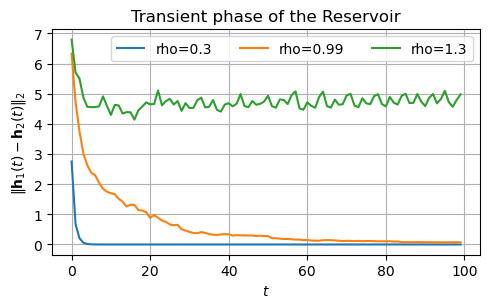 Transient phase of the Reservoir
rho=0.3 rho=0.99 rho=1.3
7
6
5
4
3
2
1
0
‖𝐡₁(t) − 𝐡₂(t)‖₂
0 20 40 60 80 100
t